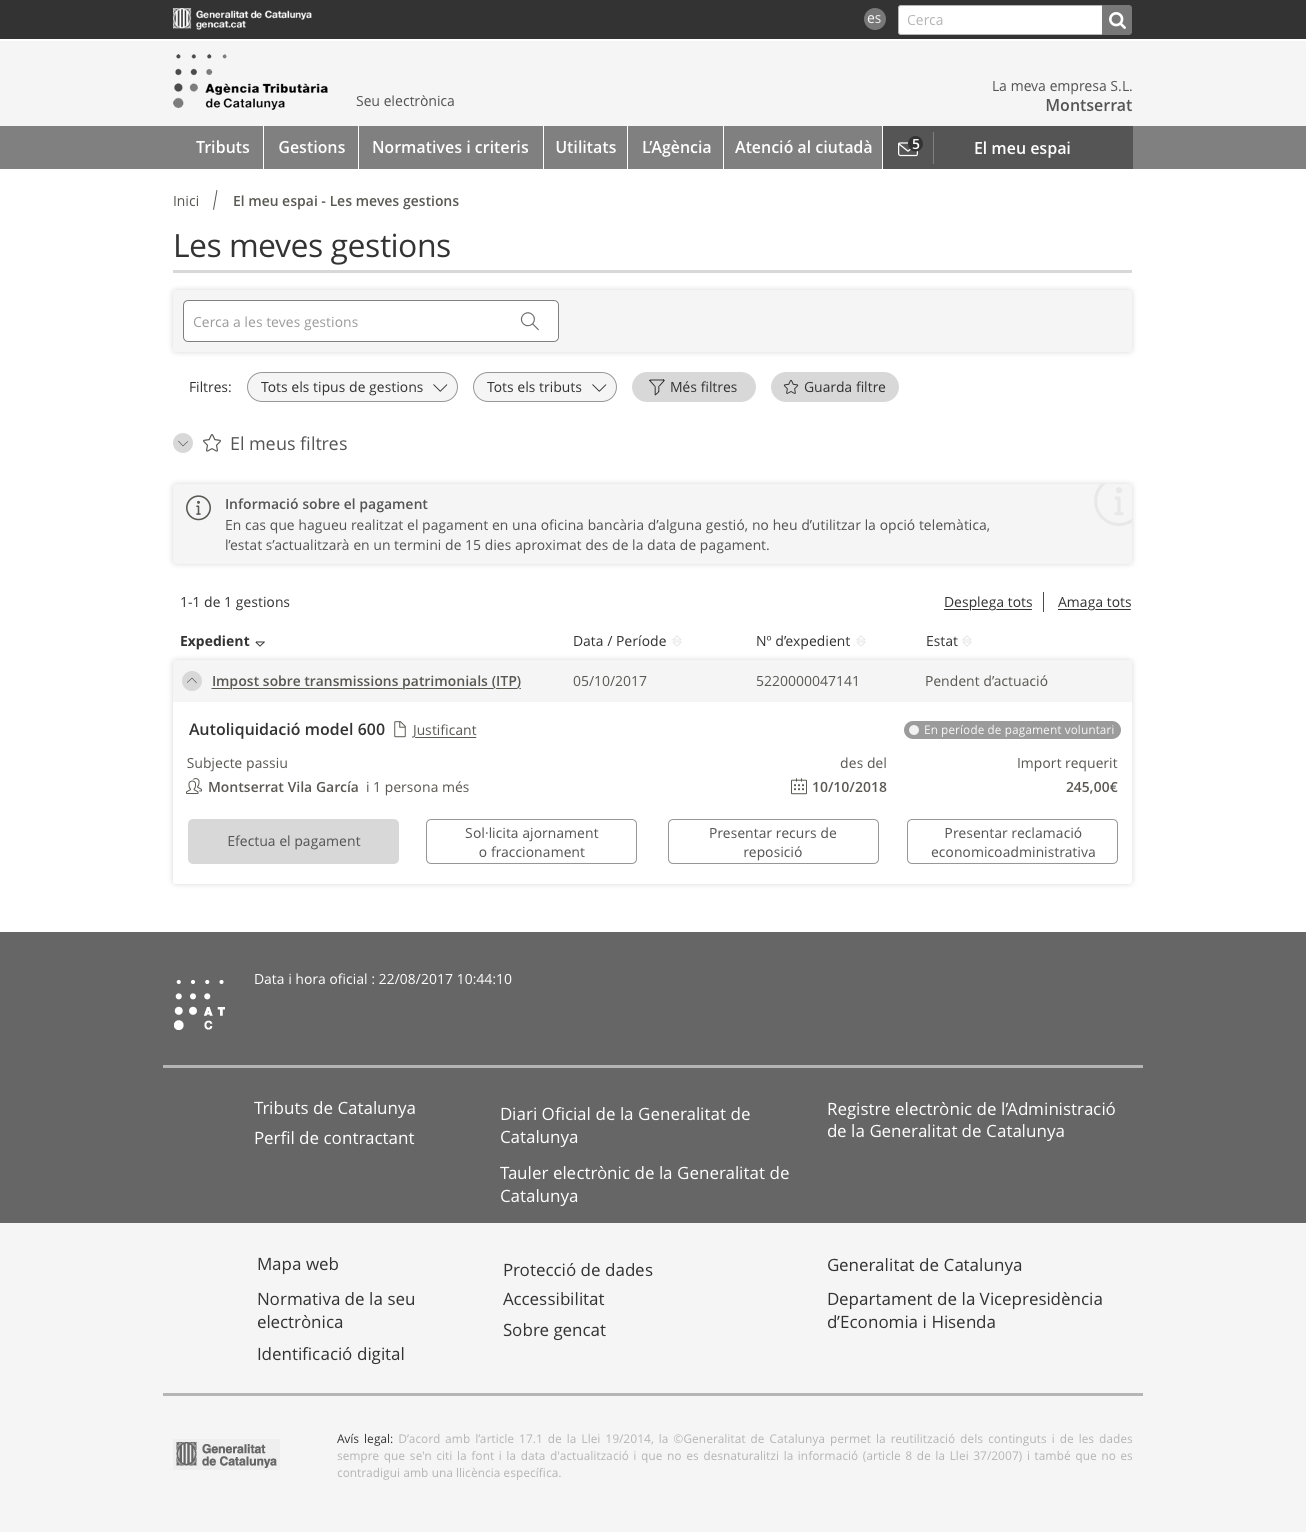 Generalitat de Catalunya
gencat.cat
es
Cerca
Agència Tributària
de Catalunya
Seu electrònica
La meva empresa S.L.
Montserrat
Tributs
Gestions
Normatives i criteris
Utilitats
L’Agència
Atenció al ciutadà
5
El meu espai
Inici / El meu espai - Les meves gestions
Les meves gestions
Cerca a les teves gestions
Filtres:
Tots els tipus de gestions
Tots els tributs
Més filtres
Guarda filtre
El meus filtres
Informació sobre el pagament
En cas que hagueu realitzat el pagament en una oficina bancària d’alguna gestió, no heu d’utilitzar la opció telemàtica,
l’estat s’actualitzarà en un termini de 15 dies aproximat des de la data de pagament.
1-1 de 1 gestions
Desplega tots
Amaga tots
Expedient
Data / Període
Nº d’expedient
Estat
Impost sobre transmissions patrimonials (ITP)
05/10/2017
5220000047141
Pendent d’actuació
Autoliquidació model 600
Justificant
En període de pagament voluntari
Subjecte passiu
des del
Import requerit
Montserrat Vila García i 1 persona més
10/10/2018
245,00€
Efectua el pagament
Sol·licita ajornament
o fraccionament
Presentar recurs de
reposició
Presentar reclamació
economicoadministrativa
Data i hora oficial : 22/08/2017 10:44:10
A T
C
Tributs de Catalunya
Perfil de contractant
Diari Oficial de la Generalitat de
Catalunya
Tauler electrònic de la Generalitat de
Catalunya
Registre electrònic de l’Administració
de la Generalitat de Catalunya
Mapa web
Normativa de la seu
electrònica
Identificació digital
Protecció de dades
Accessibilitat
Sobre gencat
Generalitat de Catalunya
Departament de la Vicepresidència
d’Economia i Hisenda
Generalitat
de Catalunya
Avís legal: D’acord amb l’article 17.1 de la Llei 19/2014, la ©Generalitat de Catalunya permet la reutilització dels continguts i de les dades
sempre que se'n citi la font i la data d'actualització i que no es desnaturalitzi la informació (article 8 de la Llei 37/2007) i també que no es
contradigui amb una llicència específica.